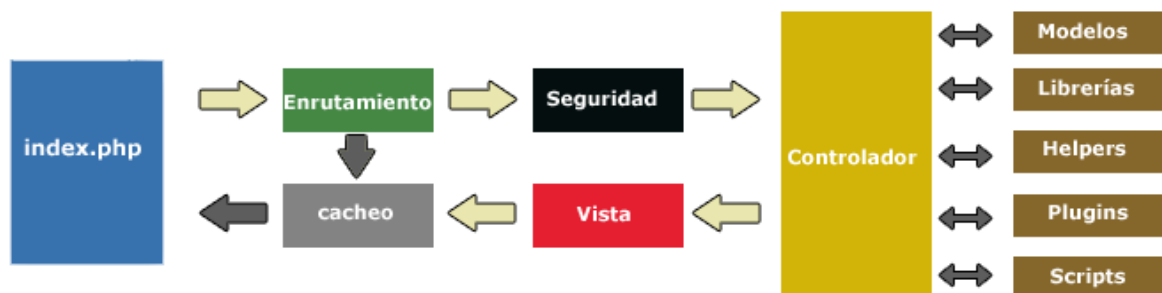 index.php
Enrutamiento
Seguridad
cacheo
Vista
Controlador
Modelos
Librerías
Helpers
Plugins
Scripts